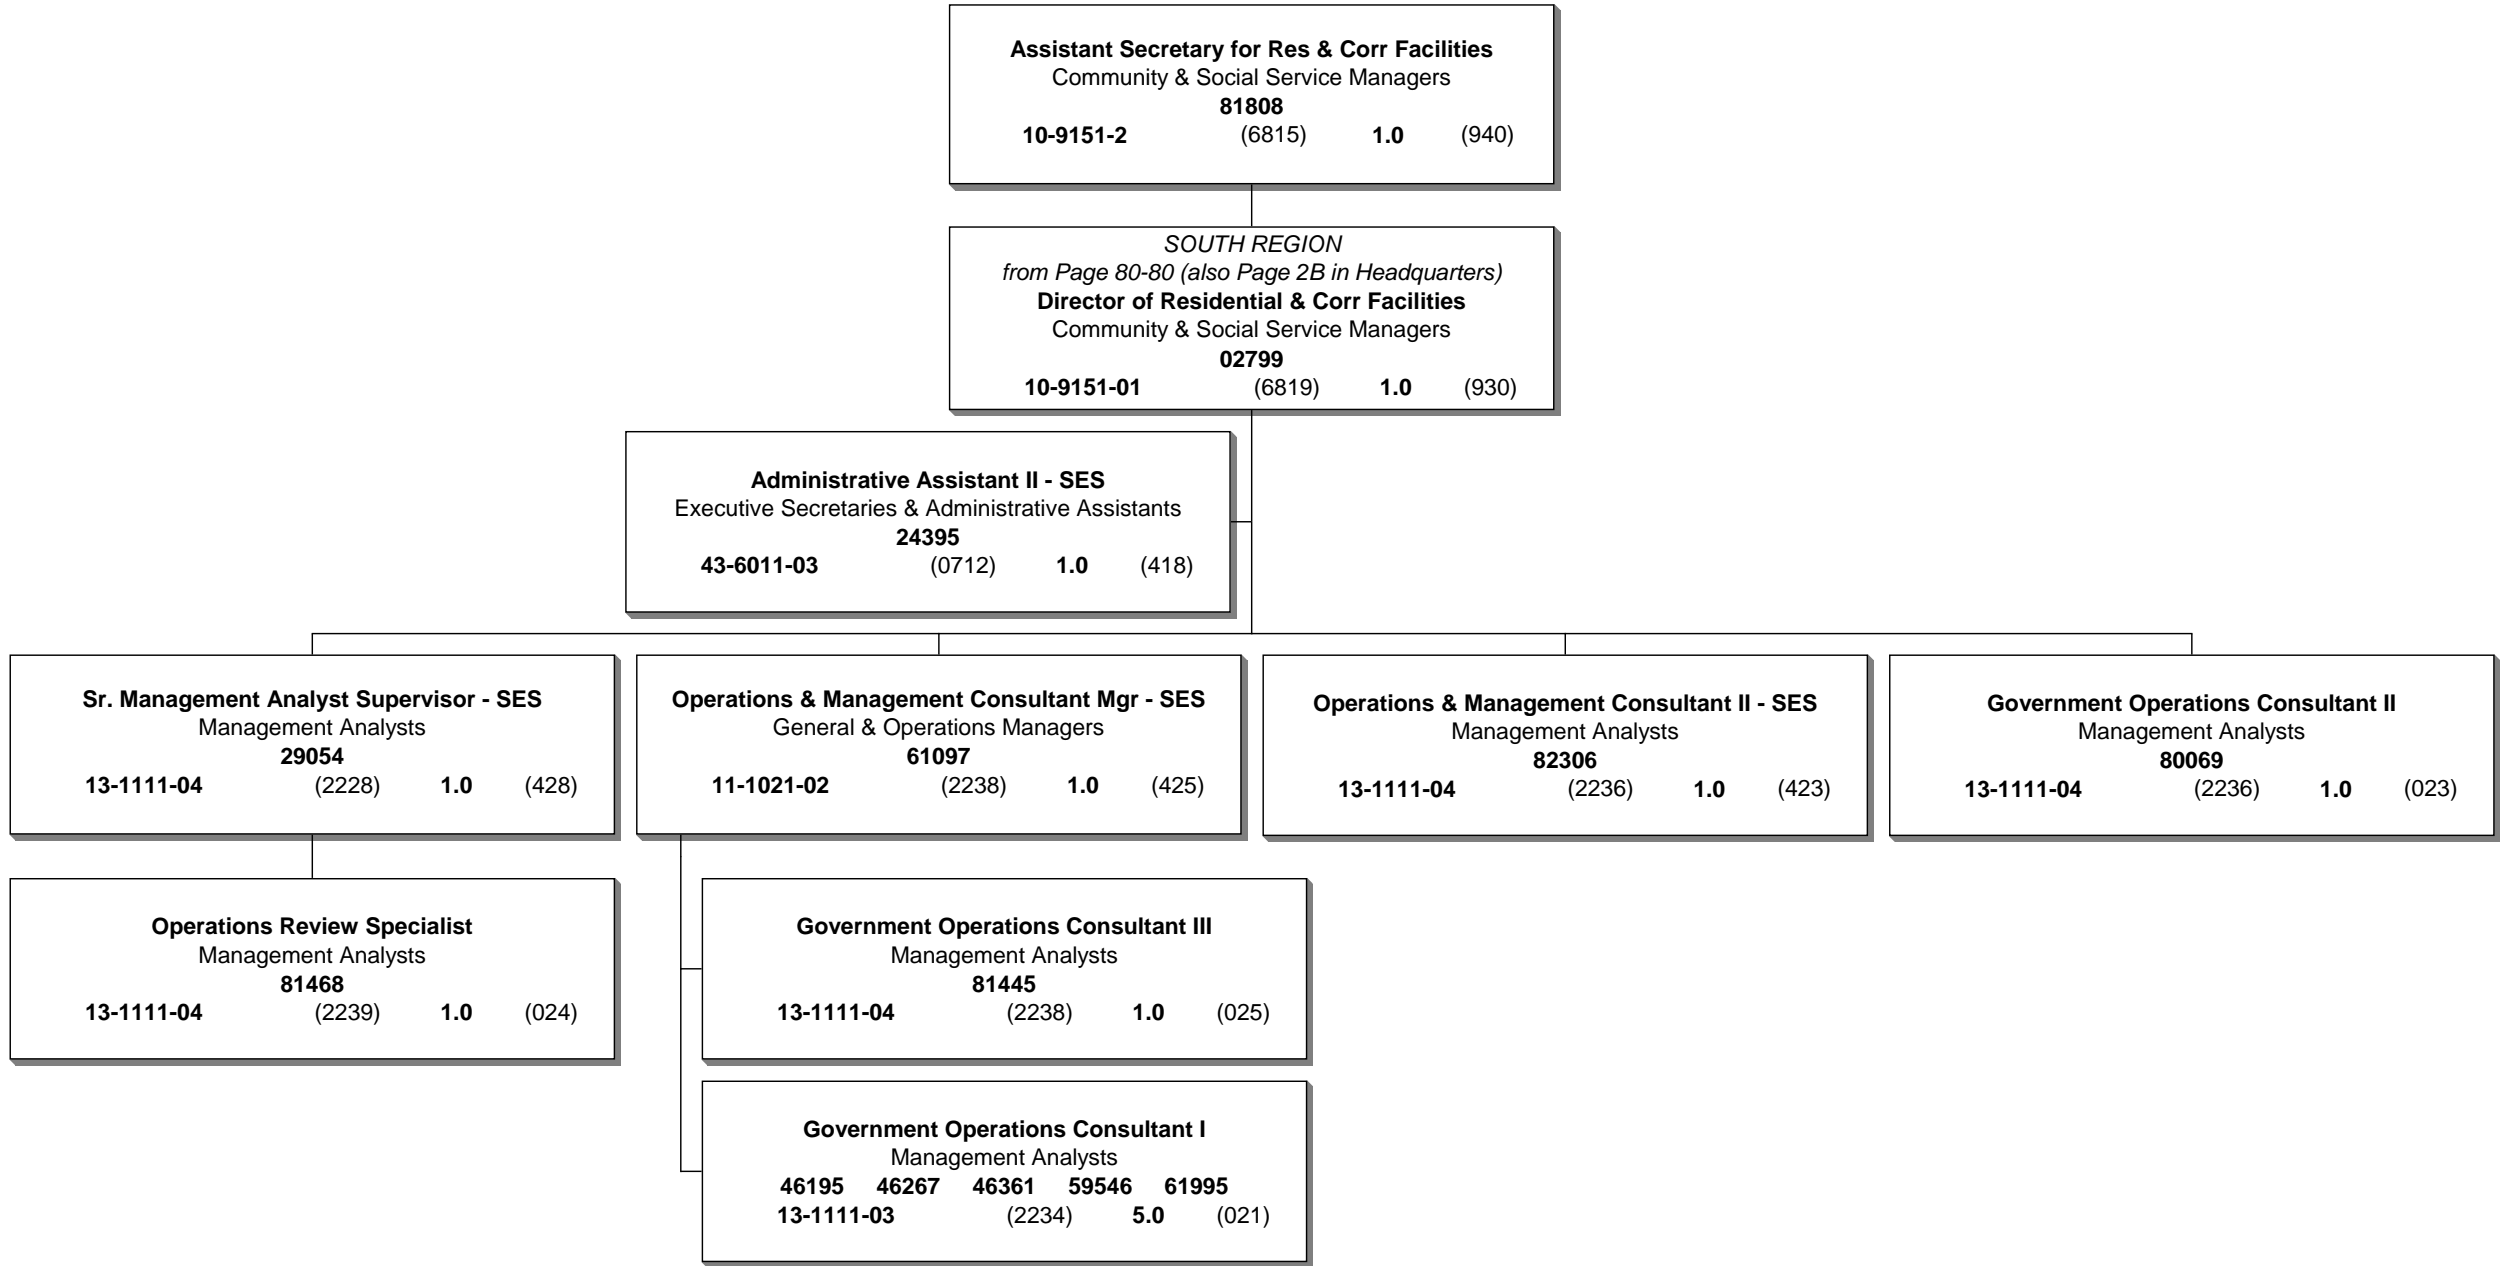 Assistant Secretary for Res & Corr Facilities
Community & Social Service Managers
81808
10-9151-2 (6815) 1.0 (940)
SOUTH REGION
from Page 80-80 (also Page 2B in Headquarters)
Director of Residential & Corr Facilities
Community & Social Service Managers
02799
10-9151-01 (6819) 1.0 (930)
Administrative Assistant II - SES
Executive Secretaries & Administrative Assistants
24395
43-6011-03 (0712) 1.0 (418)
Sr. Management Analyst Supervisor - SES
Management Analysts
29054
13-1111-04 (2228) 1.0 (428)
Operations & Management Consultant Mgr - SES
General & Operations Managers
61097
11-1021-02 (2238) 1.0 (425)
Operations & Management Consultant II - SES
Management Analysts
82306
13-1111-04 (2236) 1.0 (423)
Government Operations Consultant II
Management Analysts
80069
13-1111-04 (2236) 1.0 (023)
Operations Review Specialist
Management Analysts
81468
13-1111-04 (2239) 1.0 (024)
Government Operations Consultant III
Management Analysts
81445
13-1111-04 (2238) 1.0 (025)
Government Operations Consultant I
Management Analysts
46195 46267 46361 59546 61995
13-1111-03 (2234) 5.0 (021)